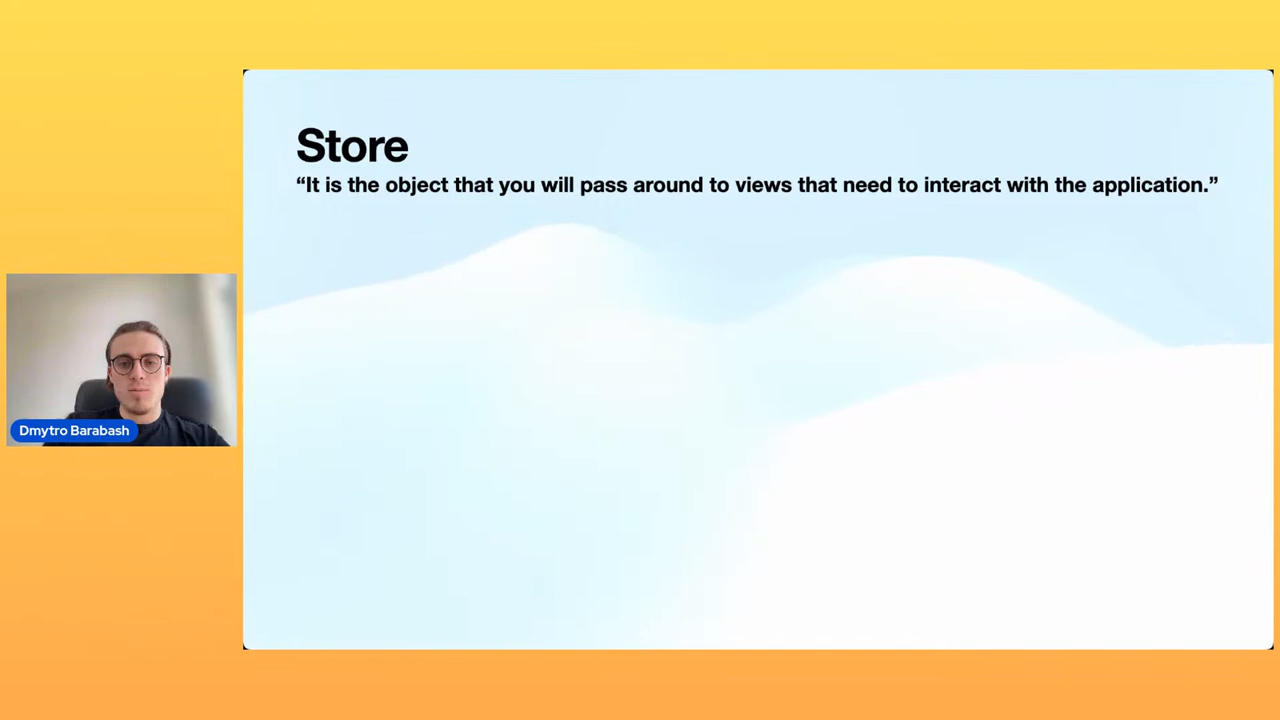 Store
“It is the object that you will pass around to views that need to interact with the application.”
Dmytro Barabash